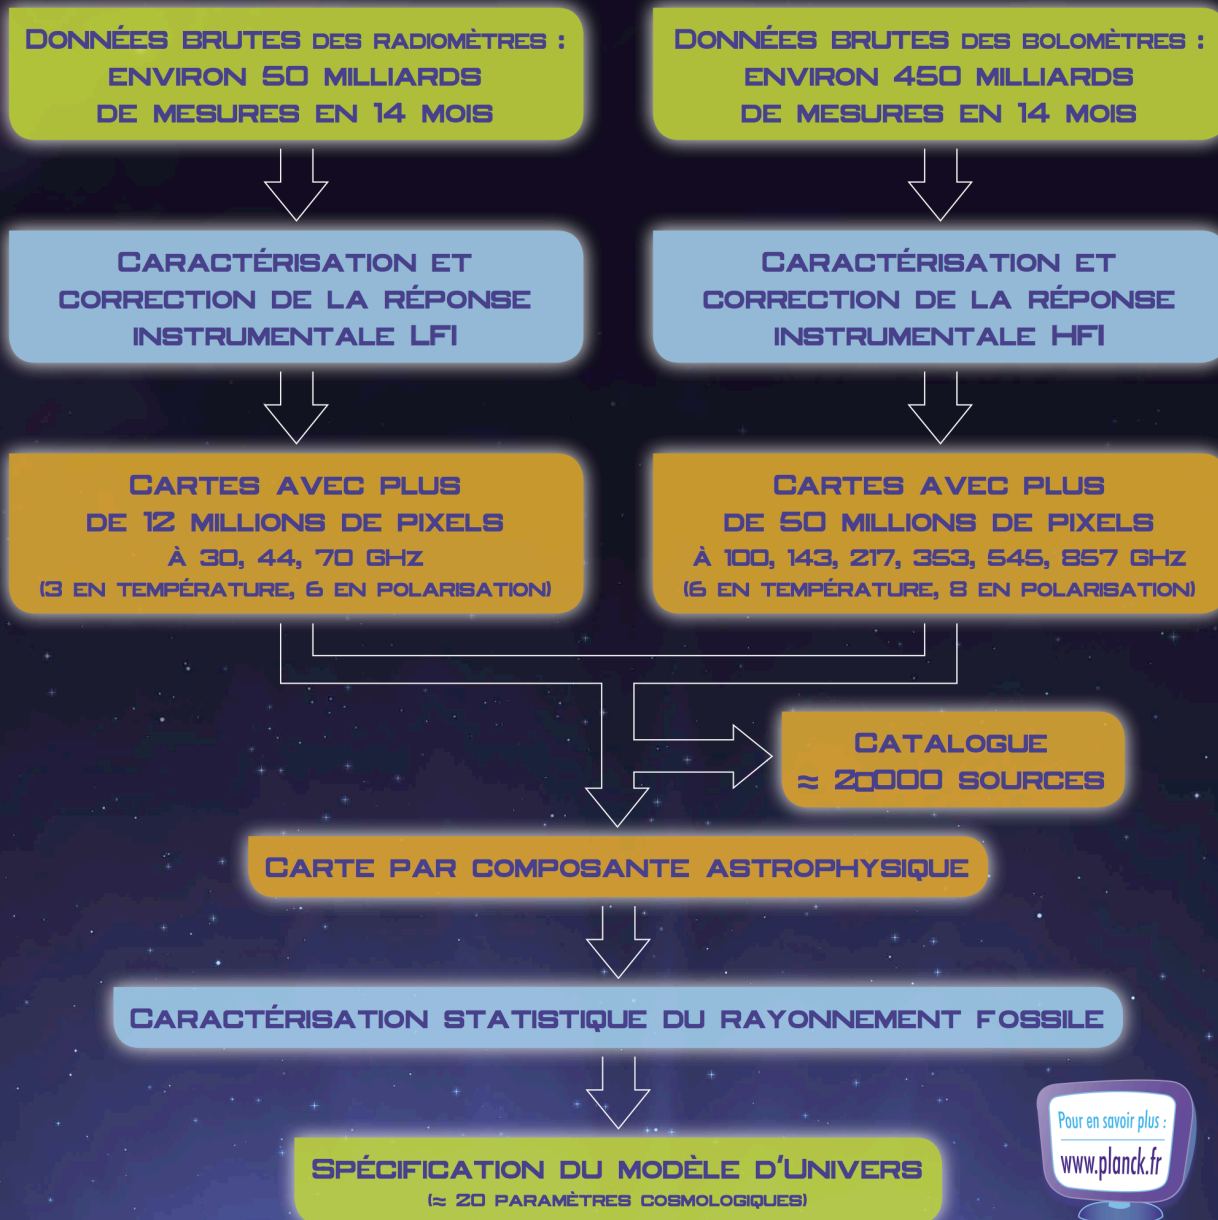 DONNÉES BRUTES DES RADIOMÈTRES :
ENVIRON 50 MILLIARDS
DE MESURES EN 14 MOIS
DONNÉES BRUTES DES BOLOMÈTRES :
ENVIRON 450 MILLIARDS
DE MESURES EN 14 MOIS
CARACTÉRISATION ET
CORRECTION DE LA RÉPONSE
INSTRUMENTALE LFI
CARACTÉRISATION ET
CORRECTION DE LA RÉPONSE
INSTRUMENTALE HFI
CARTES AVEC PLUS
DE 12 MILLIONS DE PIXELS
À 30, 44, 70 GHZ
(3 EN TEMPÉRATURE, 6 EN POLARISATION)
CARTES AVEC PLUS
DE 50 MILLIONS DE PIXELS
À 100, 143, 217, 353, 545, 857 GHZ
(6 EN TEMPÉRATURE, 8 EN POLARISATION)
CATALOGUE
≈ 20000 SOURCES
CARTE PAR COMPOSANTE ASTROPHYSIQUE
CARACTÉRISATION STATISTIQUE DU RAYONNEMENT FOSSILE
SPÉCIFICATION DU MODÈLE D'UNIVERS
(≈ 20 PARAMÈTRES COSMOLOGIQUES)
Pour en savoir plus :
www.planck.fr